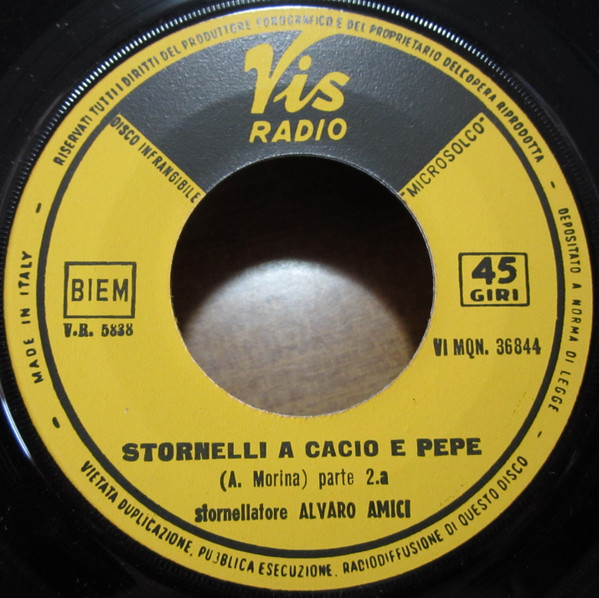 RISERVATI TUTTI I DIRITTI DEL PRODUTTORE FONOGRAFICO E DEL PROPRIETARIO DELL'OPERA RIPRODOTTA
Vis
RADIO
DISCO INFRANGIBILE
"MICROSOLCO"
MADE IN ITALY
DEPOSITATO A NORMA DI LEGGE
BIEM
45
GIRI
V.R. 5838
VI MQN. 36844
STORNELLI A CACIO E PEPE
(A. Morina) parte 2.a
stornellatore ALVARO AMICI
VIETATA DUPLICAZIONE, PUBBLICA ESECUZIONE, RADIODIFFUSIONE DI QUESTO DISCO